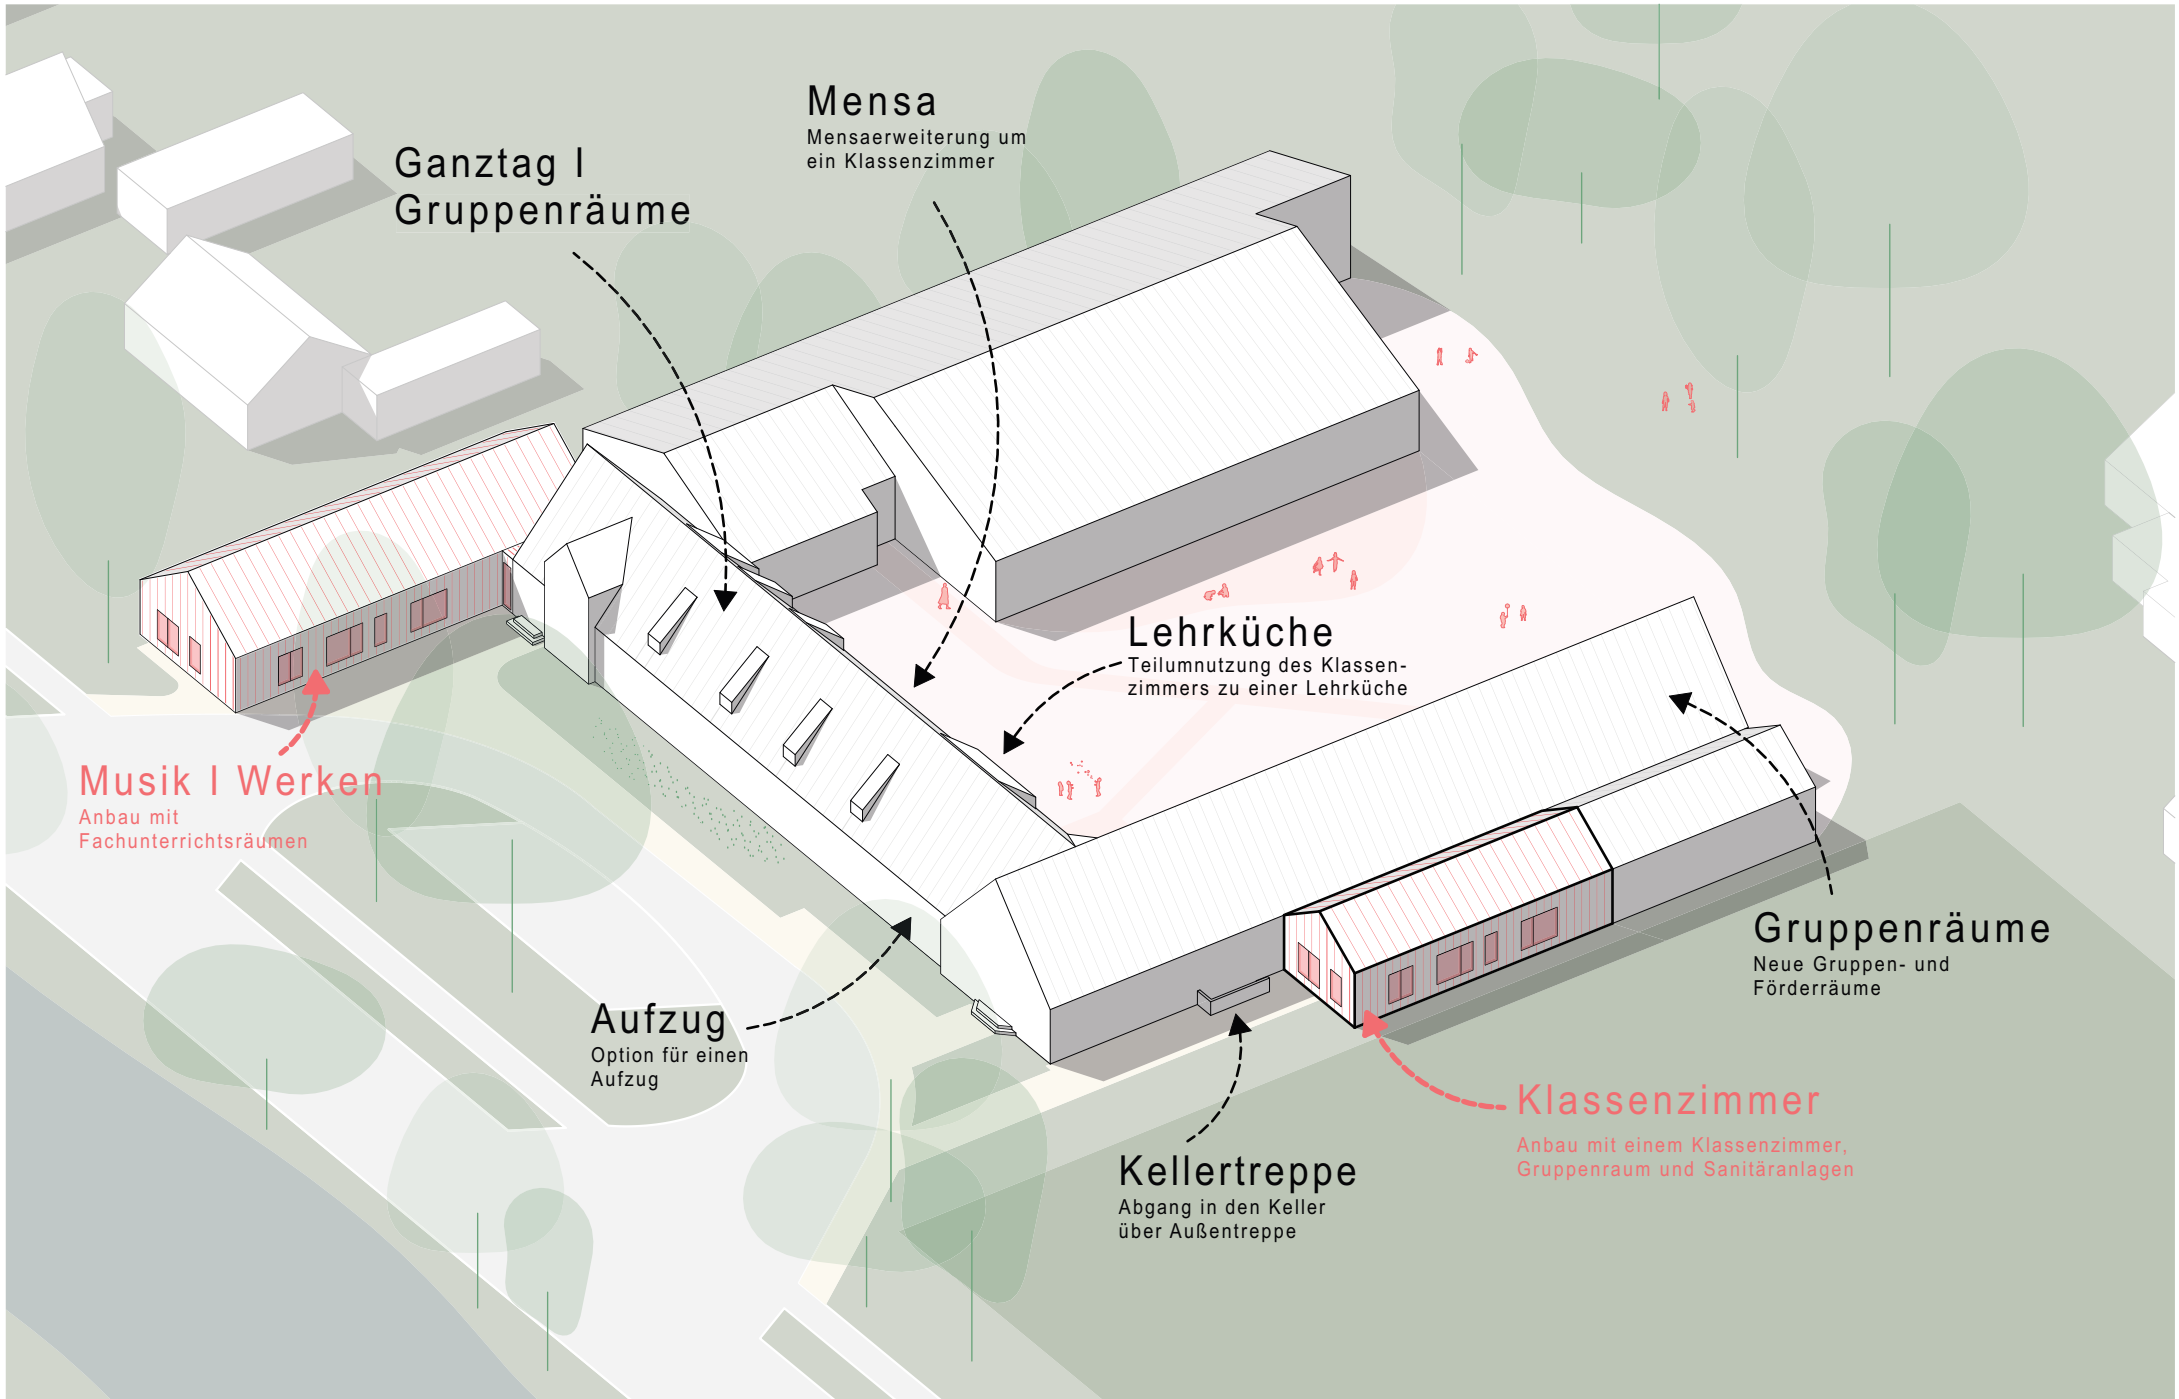 Mensa
Mensaerweiterung um
ein Klassenzimmer
Ganztag I
Gruppenräume
Lehrküche
Teilumnutzung des Klassen-
zimmers zu einer Lehrküche
Musik I Werken
Anbau mit
Fachunterrichtsräumen
Gruppenräume
Neue Gruppen- und
Förderräume
Aufzug
Option für einen
Aufzug
Klassenzimmer
Anbau mit einem Klassenzimmer,
Gruppenraum und Sanitäranlagen
Kellertreppe
Abgang in den Keller
über Außentreppe